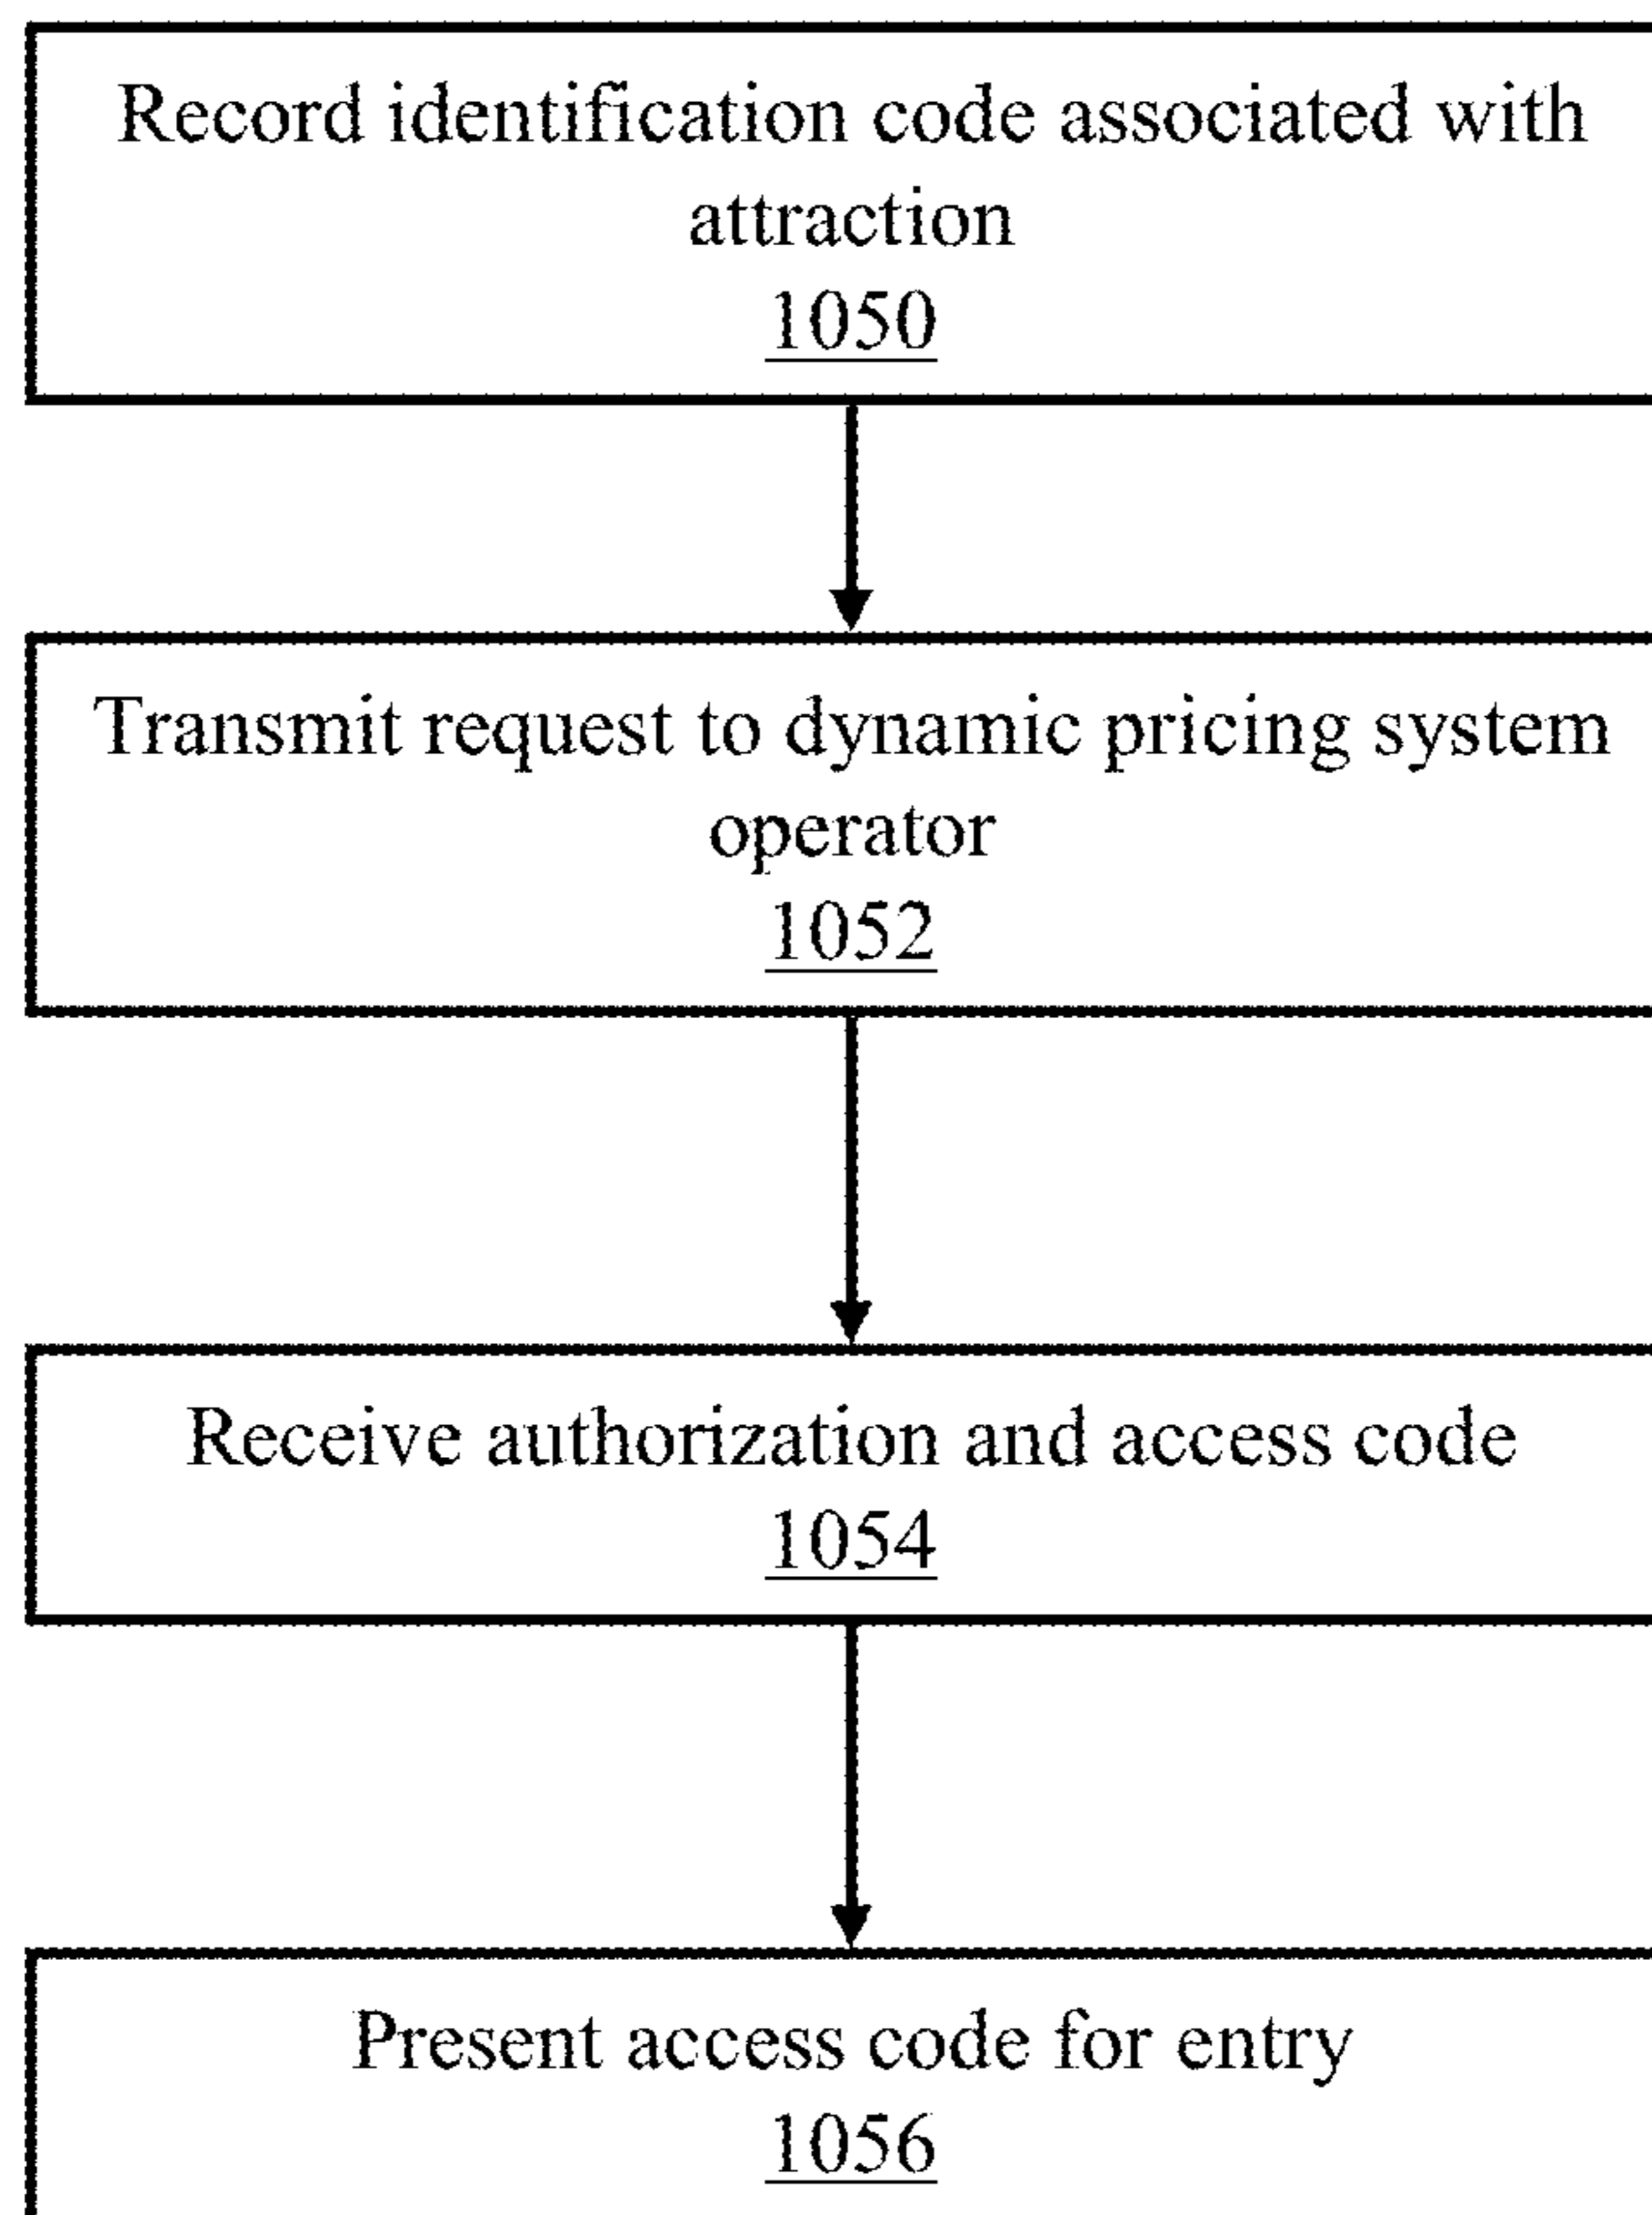 Record identification code associated with
attraction
1050
Transmit request to dynamic pricing system
operator
1052
Receive authorization and access code
1054
Present access code for entry
1056